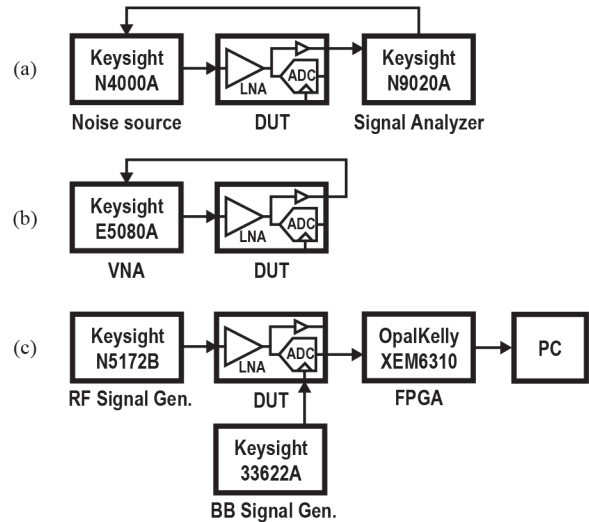 (a)
Keysight
N4000A
Noise source
LNA
ADC
DUT
Keysight
N9020A
Signal Analyzer
(b)
Keysight
E5080A
VNA
LNA
ADC
DUT
(c)
Keysight
N5172B
RF Signal Gen.
LNA
ADC
DUT
OpalKelly
XEM6310
FPGA
PC
Keysight
33622A
BB Signal Gen.